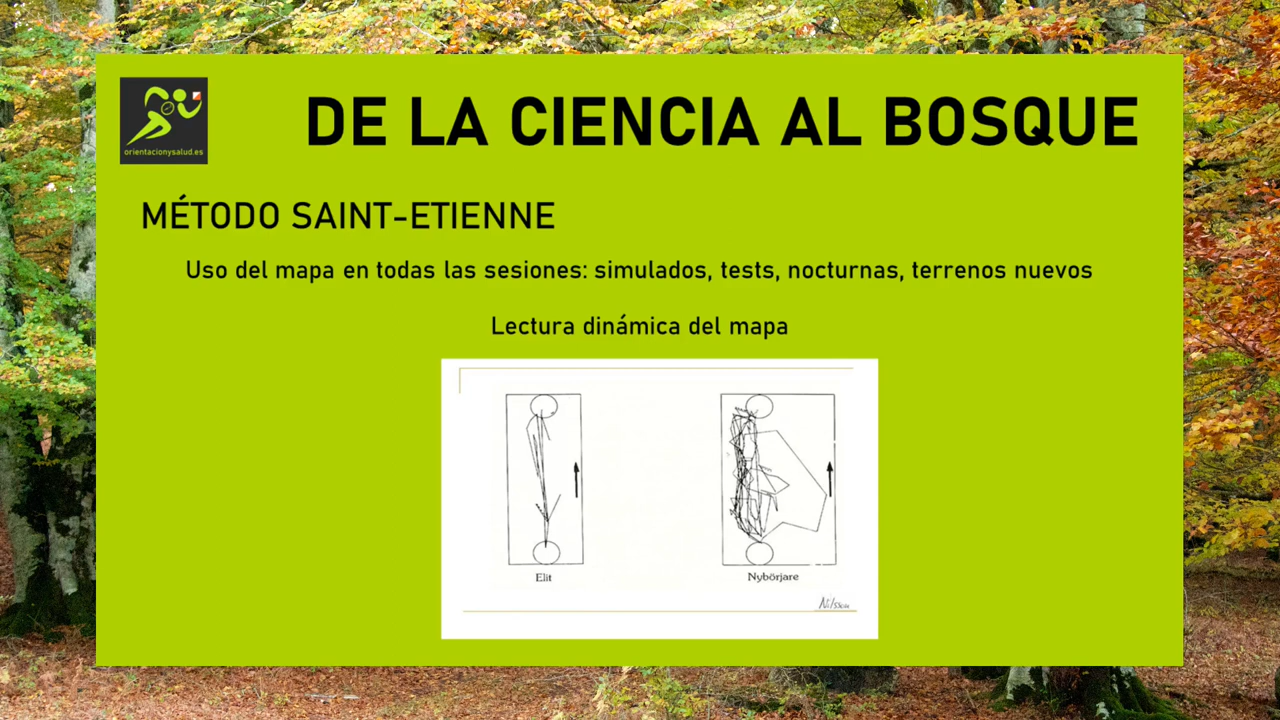 orientacionysalud.es
DE LA CIENCIA AL BOSQUE
MÉTODO SAINT-ETIENNE
Uso del mapa en todas las sesiones: simulados, tests, nocturnas, terrenos nuevos
Lectura dinámica del mapa
Elit
Nybörjare
Nilsson